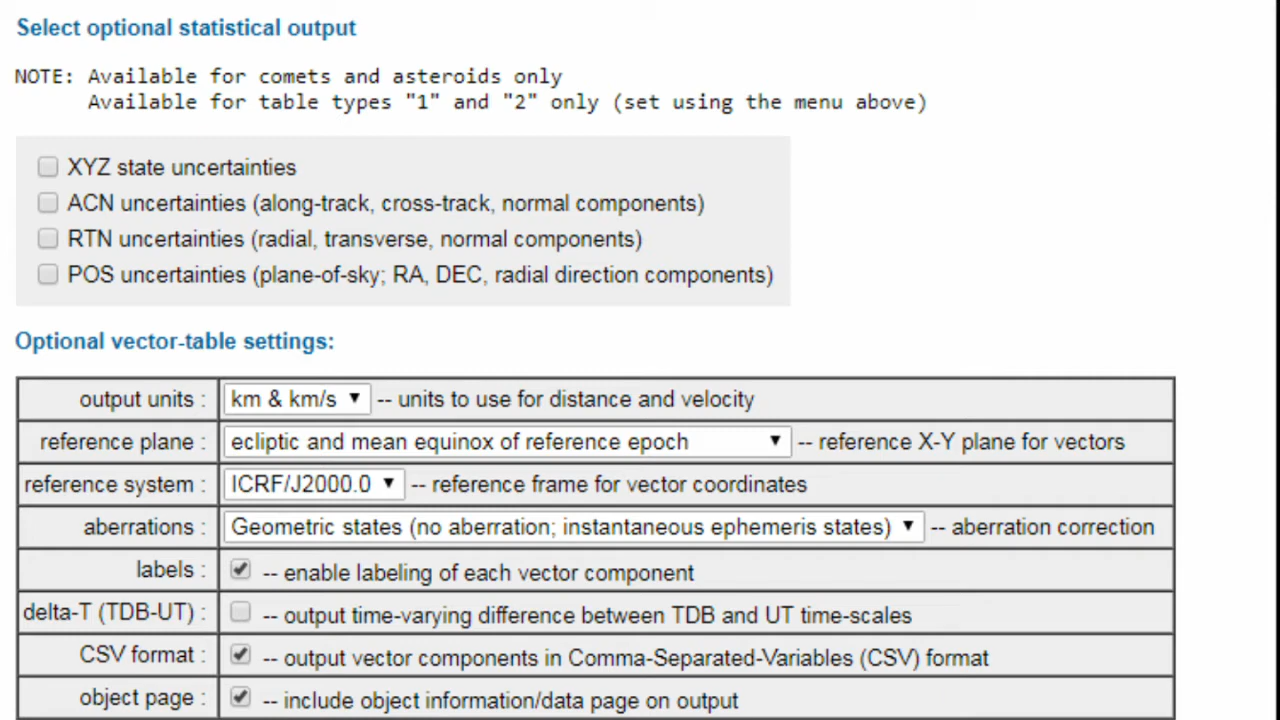 Select optional statistical output
NOTE: Available for comets and asteroids only
Available for table types "1" and "2" only (set using the menu above)
XYZ state uncertainties
ACN uncertainties (along-track, cross-track, normal components)
RTN uncertainties (radial, transverse, normal components)
POS uncertainties (plane-of-sky; RA, DEC, radial direction components)
Optional vector-table settings:
output units : km & km/s -- units to use for distance and velocity
reference plane : ecliptic and mean equinox of reference epoch -- reference X-Y plane for vectors
reference system : ICRF/J2000.0 -- reference frame for vector coordinates
aberrations : Geometric states (no aberration; instantaneous ephemeris states) -- aberration correction
labels : -- enable labeling of each vector component
delta-T (TDB-UT) : -- output time-varying difference between TDB and UT time-scales
CSV format : -- output vector components in Comma-Separated-Variables (CSV) format
object page : -- include object information/data page on output